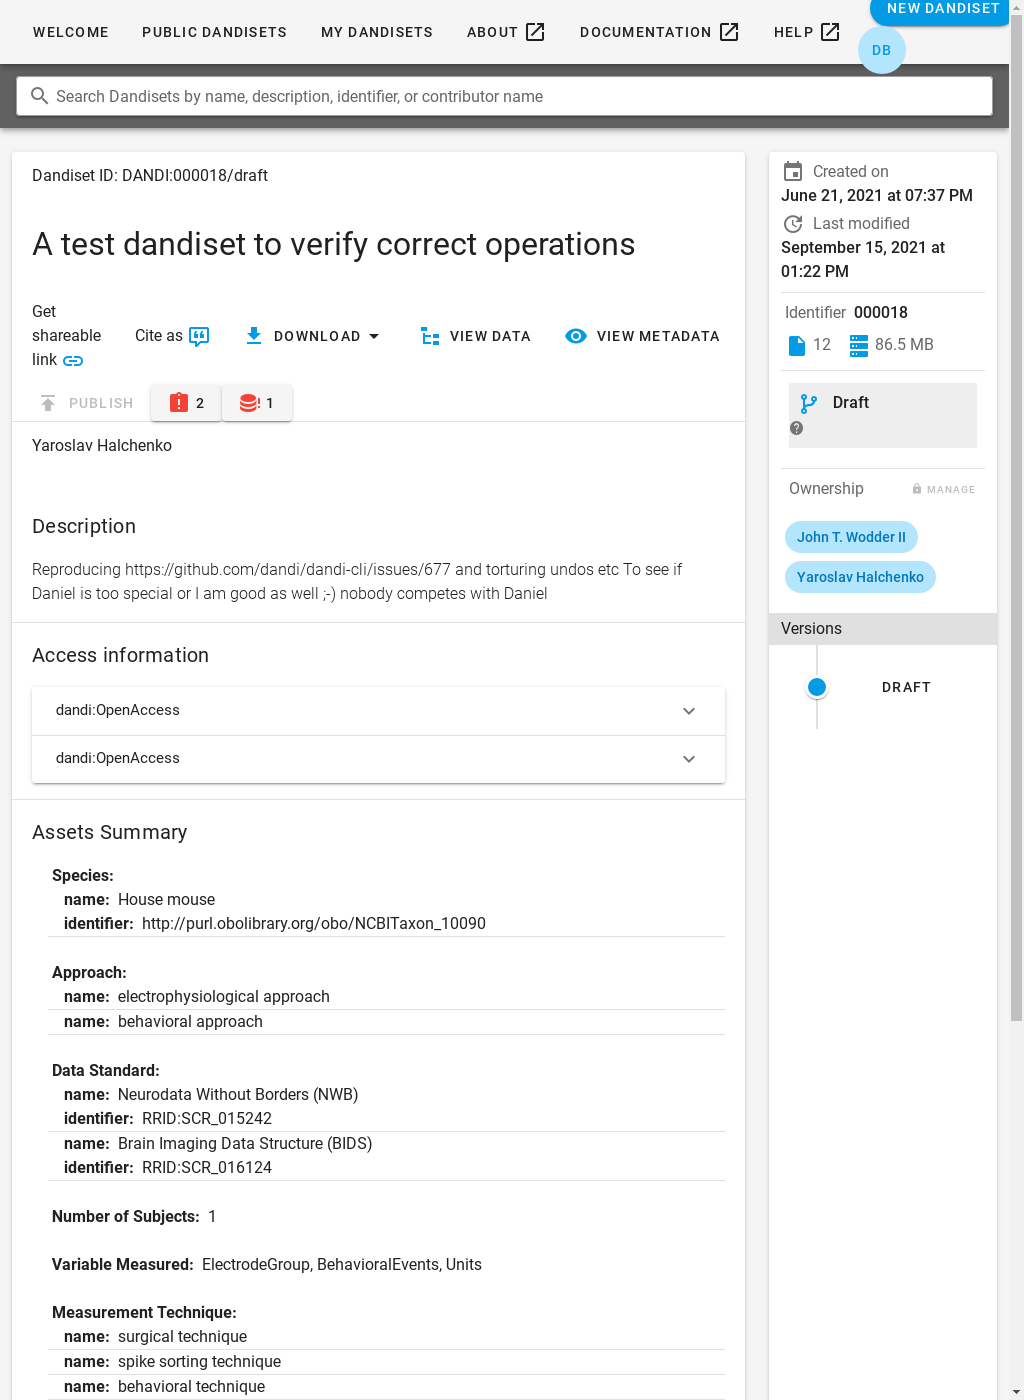 WELCOME
PUBLIC DANDISETS
MY DANDISETS
ABOUT
DOCUMENTATION
HELP
NEW DANDISET
DB
Search Dandisets by name, description, identifier, or contributor name
Dandiset ID: DANDI:000018/draft
A test dandiset to verify correct operations
Get
shareable
link
Cite as
DOWNLOAD
VIEW DATA
VIEW METADATA
PUBLISH
2
1
Yaroslav Halchenko
Description
Reproducing https://github.com/dandi/dandi-cli/issues/677 and torturing undos etc To see if
Daniel is too special or I am good as well ;-) nobody competes with Daniel
Access information
dandi:OpenAccess
dandi:OpenAccess
Assets Summary
Species:
name: House mouse
identifier: http://purl.obolibrary.org/obo/NCBITaxon_10090
Approach:
name: electrophysiological approach
name: behavioral approach
Data Standard:
name: Neurodata Without Borders (NWB)
identifier: RRID:SCR_015242
name: Brain Imaging Data Structure (BIDS)
identifier: RRID:SCR_016124
Number of Subjects: 1
Variable Measured: ElectrodeGroup, BehavioralEvents, Units
Measurement Technique:
name: surgical technique
name: spike sorting technique
name: behavioral technique
Created on
June 21, 2021 at 07:37 PM
Last modified
September 15, 2021 at
01:22 PM
Identifier 000018
12
86.5 MB
Draft
Ownership
MANAGE
John T. Wodder II
Yaroslav Halchenko
Versions
DRAFT